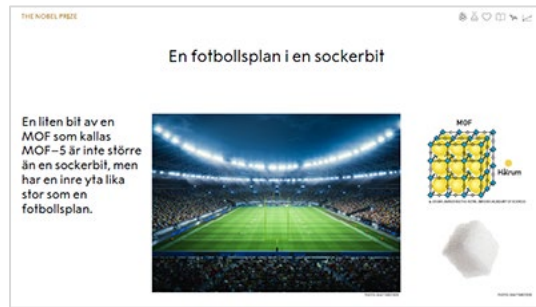 THE NOBEL PRIZE
En fotbollsplan i en sockerbit
En liten bit av en
MOF som kallas
MOF–5 är inte större
än en sockerbit, men
har en inre yta lika
stor som en
fotbollsplan.
MOF
Hålrum